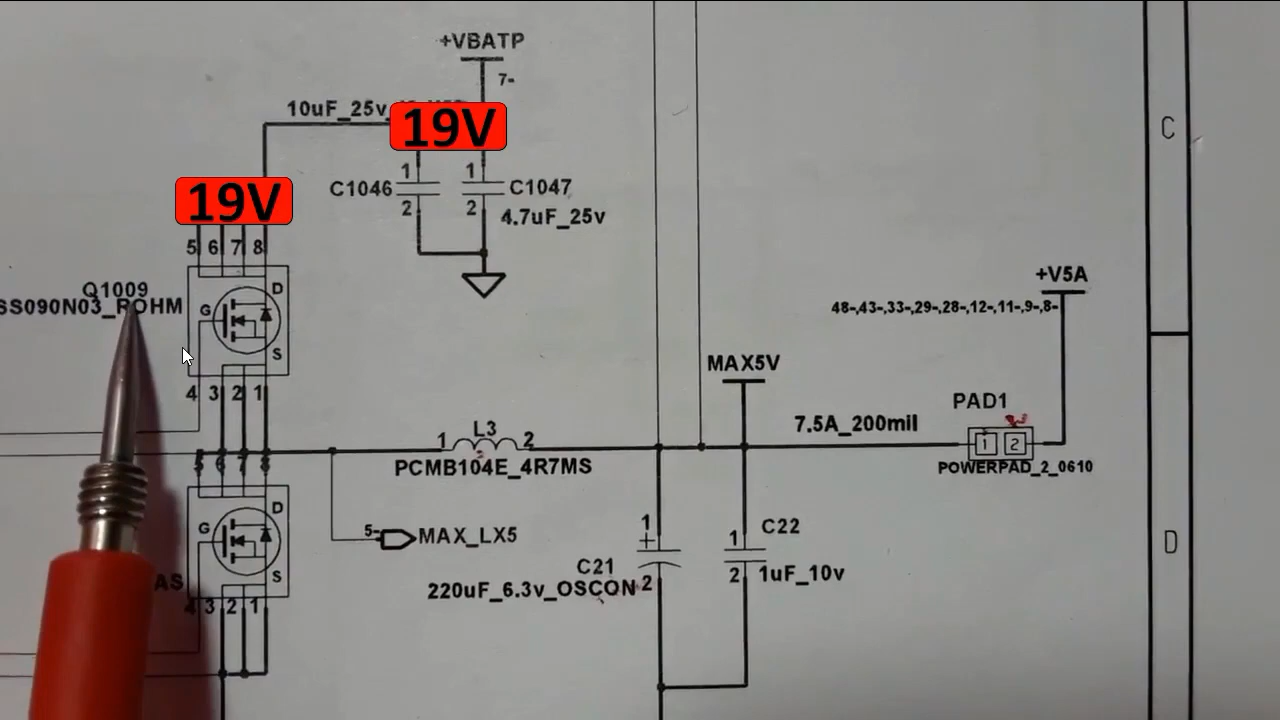 +VBATP
7-
10uF_25v
19V
19V
C1046
1
2
1
2
C1047
4.7uF_25v
5 6 7 8
Q1009
SS090N03_ROHM
G
D
S
4 3 2 1
C
+V5A
48-,43-,33-,29-,28-,12-,11-,9-,8-
MAX5V
7.5A_200mil
PAD1
1 2
POWERPAD_2_0610
1 L3 2
PCMB104E_4R7MS
5 6 7 8
G
D
S
AS
4 3 2 1
5-
MAX_LX5
1
+
2
C21
220uF_6.3v_OSCON
1
2
C22
1uF_10v
D